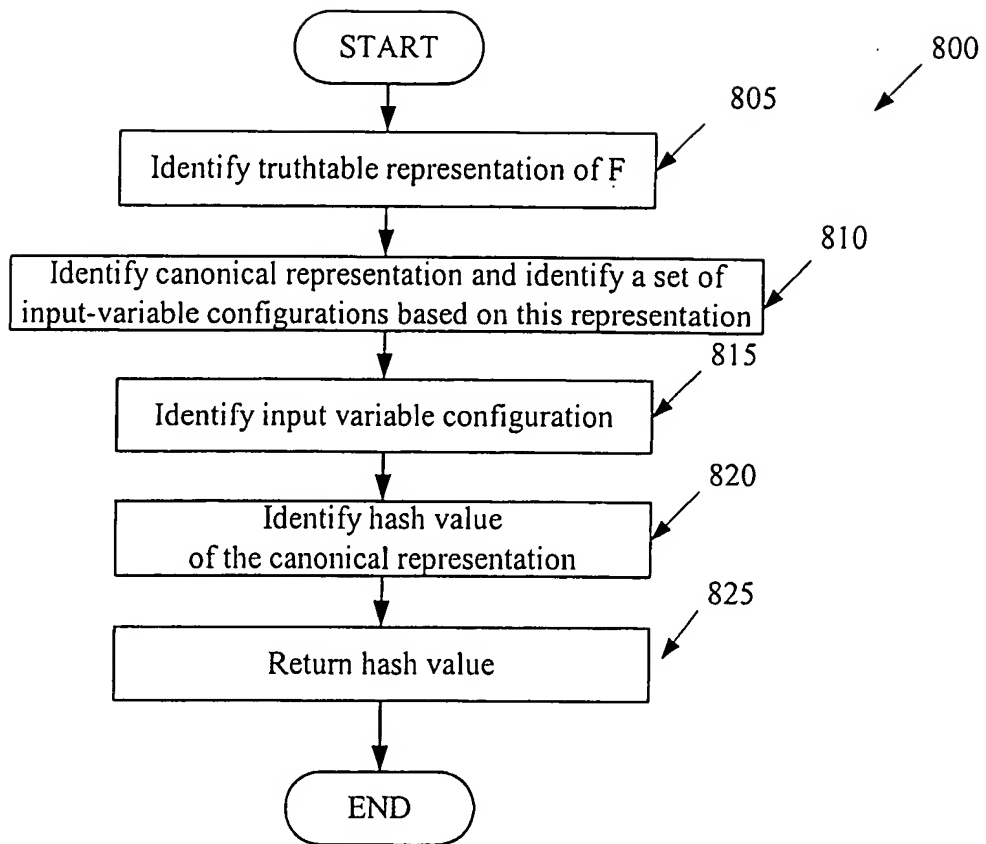 START
800
805
Identify truthtable representation of F
810
Identify canonical representation and identify a set of
input-variable configurations based on this representation
815
Identify input variable configuration
820
Identify hash value
of the canonical representation
825
Return hash value
END